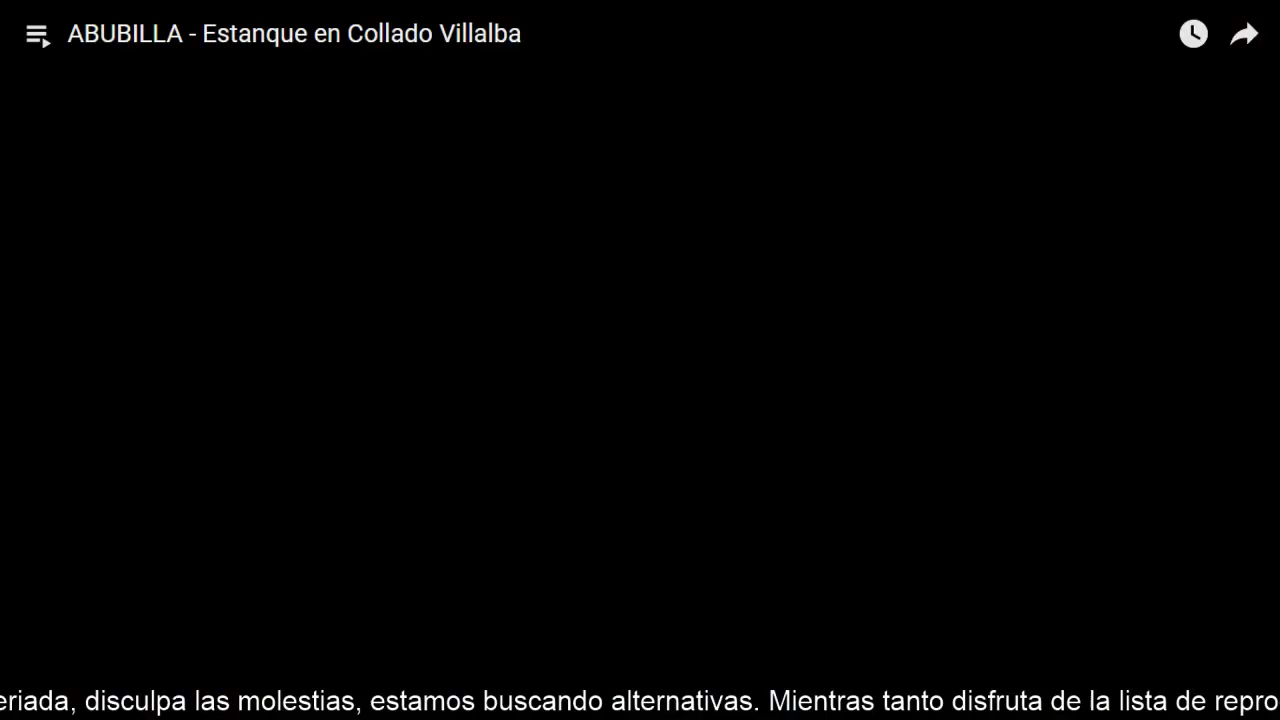 ABUBILLA - Estanque en Collado Villalba
disculpa las molestias, estamos buscando alternativas. Mientras tanto disfruta de la lista de